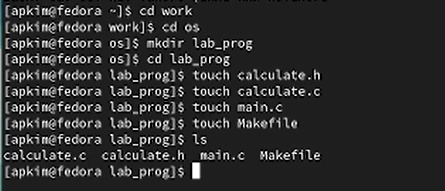 [apkim@fedora ~]$ cd work
[apkim@fedora work]$ cd os
[apkim@fedora os]$ mkdir lab_prog
[apkim@fedora os]$ cd lab_prog
[apkim@fedora lab_prog]$ touch calculate.h
[apkim@fedora lab_prog]$ touch calculate.c
[apkim@fedora lab_prog]$ touch main.c
[apkim@fedora lab_prog]$ touch Makefile
[apkim@fedora lab_prog]$ ls
calculate.c  calculate.h  main.c  Makefile
[apkim@fedora lab_prog]$